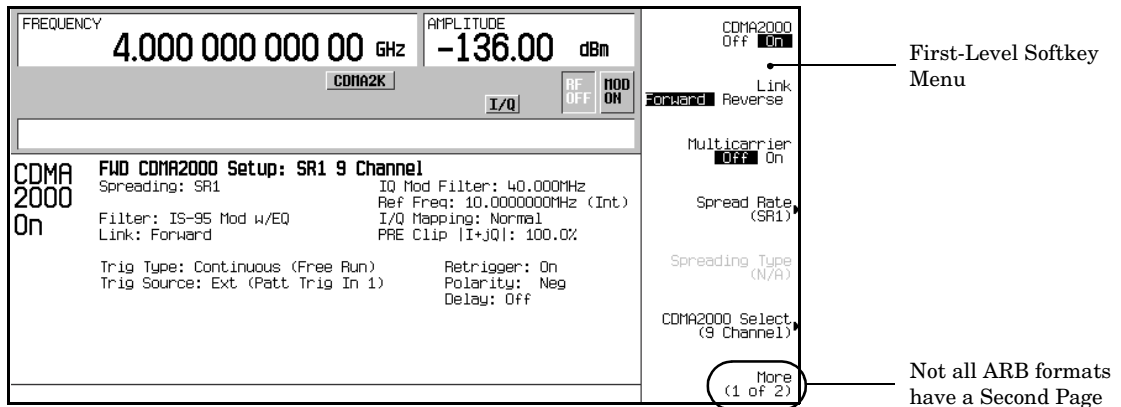 FREQUENCY
4.000 000 000 00 GHz
AMPLITUDE
-136.00 dBm
CDMA2K
I/Q
RF OFF
MOD ON
CDMA 2000 On
FWD CDMA2000 Setup: SR1 9 Channel
Spreading: SR1
IQ Mod Filter: 40.000MHz
Ref Freq: 10.0000000MHz (Int)
Filter: IS-95 Mod w/EQ
I/Q Mapping: Normal
Link: Forward
PRE Clip |I+jQ|: 100.0%
Trig Type: Continuous (Free Run)
Retrigger: On
Trig Source: Ext (Patt Trig In 1)
Polarity: Neg
Delay: Off
CDMA2000
Off On
Link
Forward Reverse
Multicarrier
Off On
Spread Rate
(SR1)
Spreading Type
(N/A)
CDMA2000 Select
(9 Channel)
More
(1 of 2)
First-Level Softkey
Menu
Not all ARB formats
have a Second Page